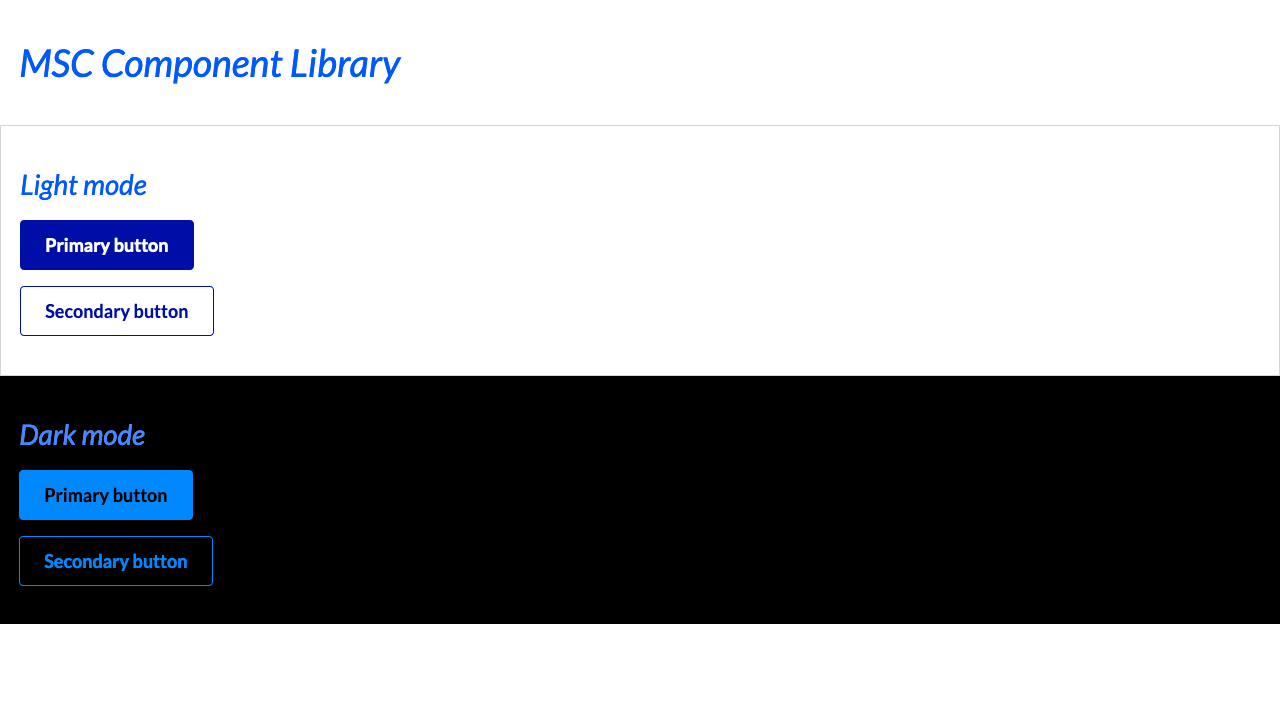 MSC Component Library
Light mode
Primary button
Secondary button
Dark mode
Primary button
Secondary button